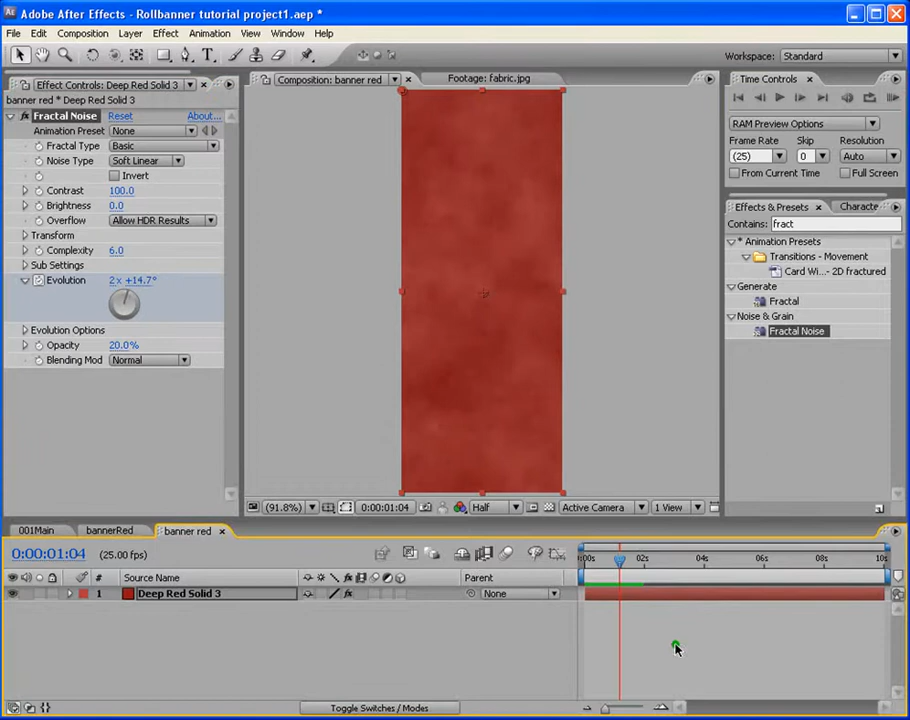 Adobe After Effects - Rollbanner tutorial project1.aep *
File Edit Composition Layer Effect Animation View Window Help
Workspace: Standard
Effect Controls: Deep Red Solid 3
banner red * Deep Red Solid 3
Fractal Noise Reset About...
Animation Preset None
Fractal Type Basic
Noise Type Soft Linear
Invert
Contrast 100.0
Brightness 0.0
Overflow Allow HDR Results
Transform
Complexity 6.0
Sub Settings
Evolution 2x +14.7°
Evolution Options
Opacity 20.0%
Blending Mod Normal
Composition: banner red Footage: fabric.jpg
(91.8%) 0:00:01:04 Half Active Camera 1 View
Time Controls
RAM Preview Options
Frame Rate Skip Resolution
(25) 0 Auto
From Current Time Full Screen
Effects & Presets Characte
Contains: fract
* Animation Presets
Transitions - Movement
Card Wi...- 2D fractured
Generate
Fractal
Noise & Grain
Fractal Noise
001Main bannerRed banner red
0:00:01:04 (25.00 fps)
:00s 02s 04s 06s 08s 10s
# Source Name Parent
1 Deep Red Solid 3 None
Toggle Switches / Modes